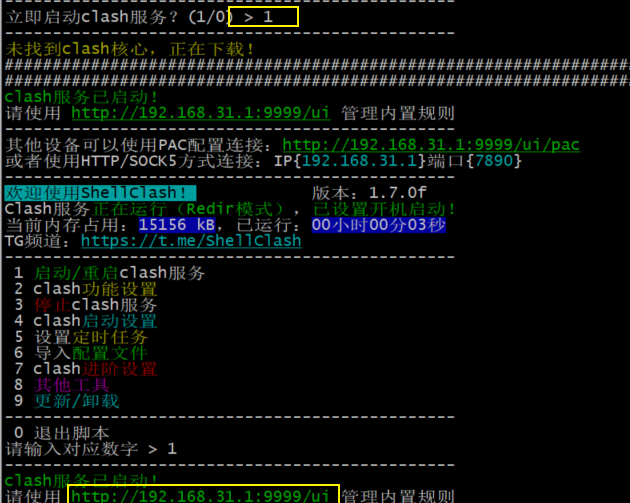 立即启动clash服务？(1/0) > 1
-----------------------------------------------
未找到clash核心，正在下载！
######################################################################
######################################################################
clash服务已启动！
请使用 http://192.168.31.1:9999/ui 管理内置规则
-----------------------------------------------
其他设备可以使用PAC配置连接：http://192.168.31.1:9999/ui/pac
或者使用HTTP/SOCK5方式连接：IP{192.168.31.1}端口{7890}
-----------------------------------------------
欢迎使用ShellClash！ 版本：1.7.0f
Clash服务正在运行（Redir模式），已设置开机启动！
当前内存占用：15156 kB，已运行：00小时00分03秒
TG频道：https://t.me/ShellClash
-----------------------------------------------
1 启动/重启clash服务
2 clash功能设置
3 停止clash服务
4 clash启动设置
5 设置定时任务
6 导入配置文件
7 clash进阶设置
8 其他工具
9 更新/卸载
-----------------------------------------------
0 退出脚本
请输入对应数字 > 1
-----------------------------------------------
clash服务已启动！
请使用 http://192.168.31.1:9999/ui 管理内置规则